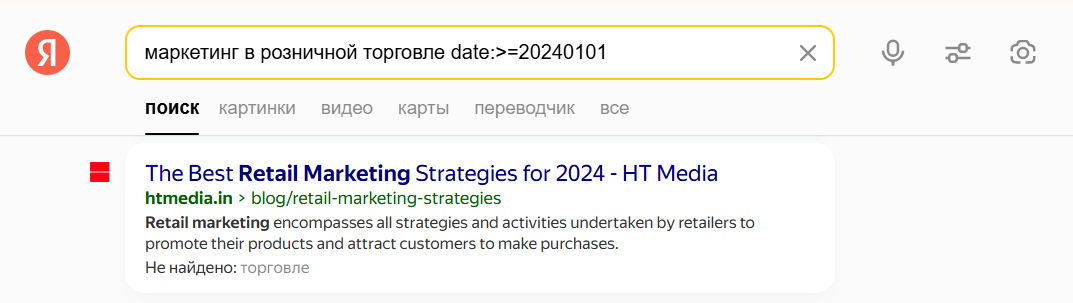 Я
маркетинг в розничной торговле date:>=20240101
поиск картинки видео карты переводчик все
The Best Retail Marketing Strategies for 2024 - HT Media
htmedia.in > blog/retail-marketing-strategies
Retail marketing encompasses all strategies and activities undertaken by retailers to
promote their products and attract customers to make purchases.
Не найдено: торговле